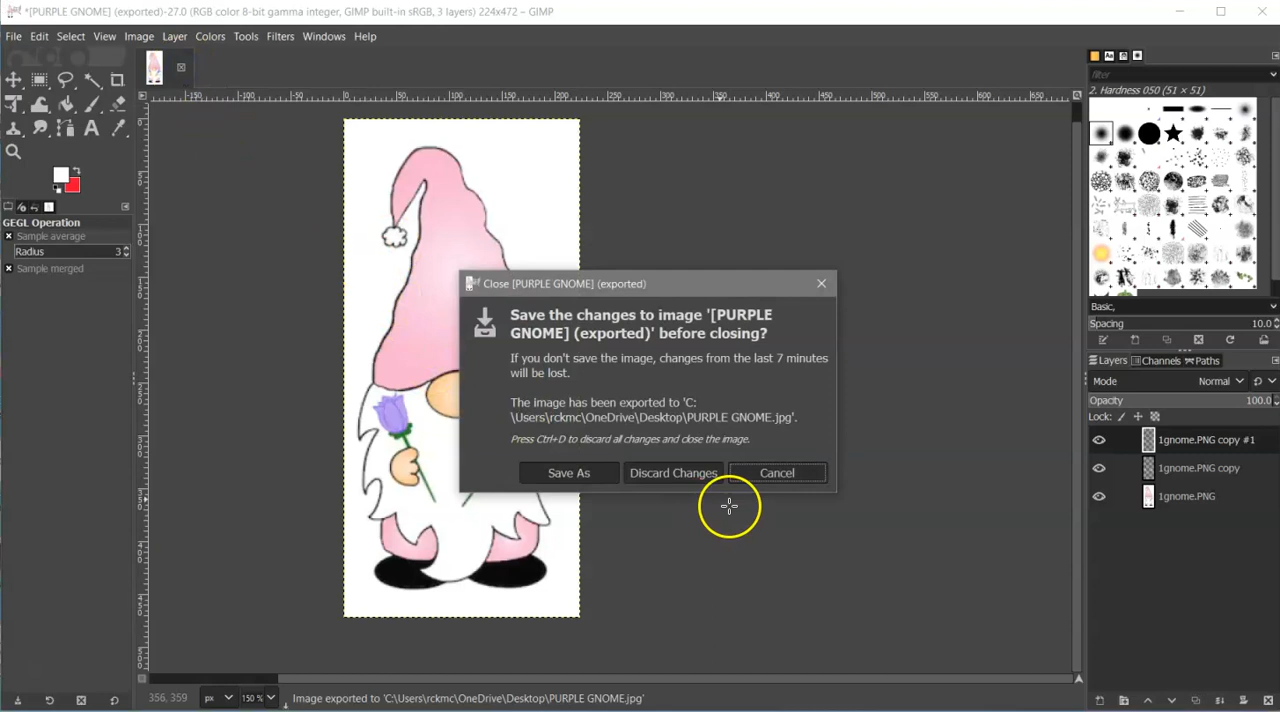 *[PURPLE GNOME] (exported)-27.0 (RGB color 8-bit gamma integer, GIMP built-in sRGB, 3 layers) 224x472 – GIMP
File Edit Select View Image Layer Colors Tools Filters Windows Help
filter
2. Hardness 050 (51 × 51)
GEGL Operation
Sample average
Radius 3
Sample merged
Close [PURPLE GNOME] (exported)
Save the changes to image '[PURPLE
GNOME] (exported)' before closing?
If you don't save the image, changes from the last 7 minutes
will be lost.
The image has been exported to 'C:
\Users\rckmc\OneDrive\Desktop\PURPLE GNOME.jpg'.
Press Ctrl+D to discard all changes and close the image.
Save As Discard Changes Cancel
Basic,
Spacing 10.0
Layers Channels Paths
Mode Normal
Opacity 100.0
Lock:
1gnome.PNG copy #1
1gnome.PNG copy
1gnome.PNG
356, 359 px 150 % Image exported to 'C:\Users\rckmc\OneDrive\Desktop\PURPLE GNOME.jpg'